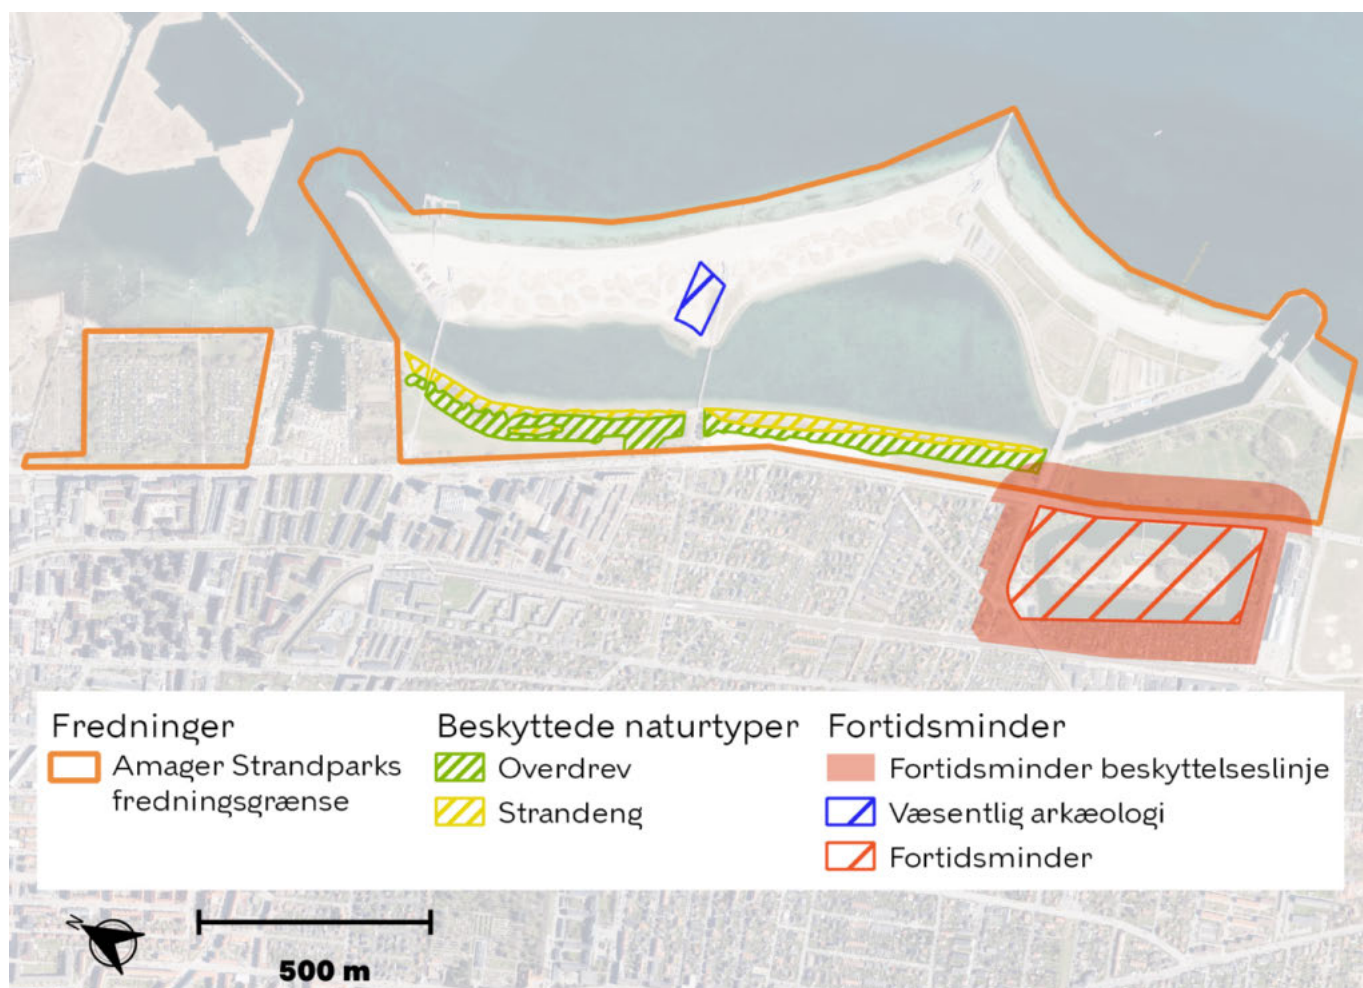 Fredninger
Amager Strandparks
fredningsgrænse
Beskyttede naturtyper
Overdrev
Strandeng
Fortidsminder
Fortidsminder beskyttelseslinje
Væsentlig arkæologi
Fortidsminder
N
500 m